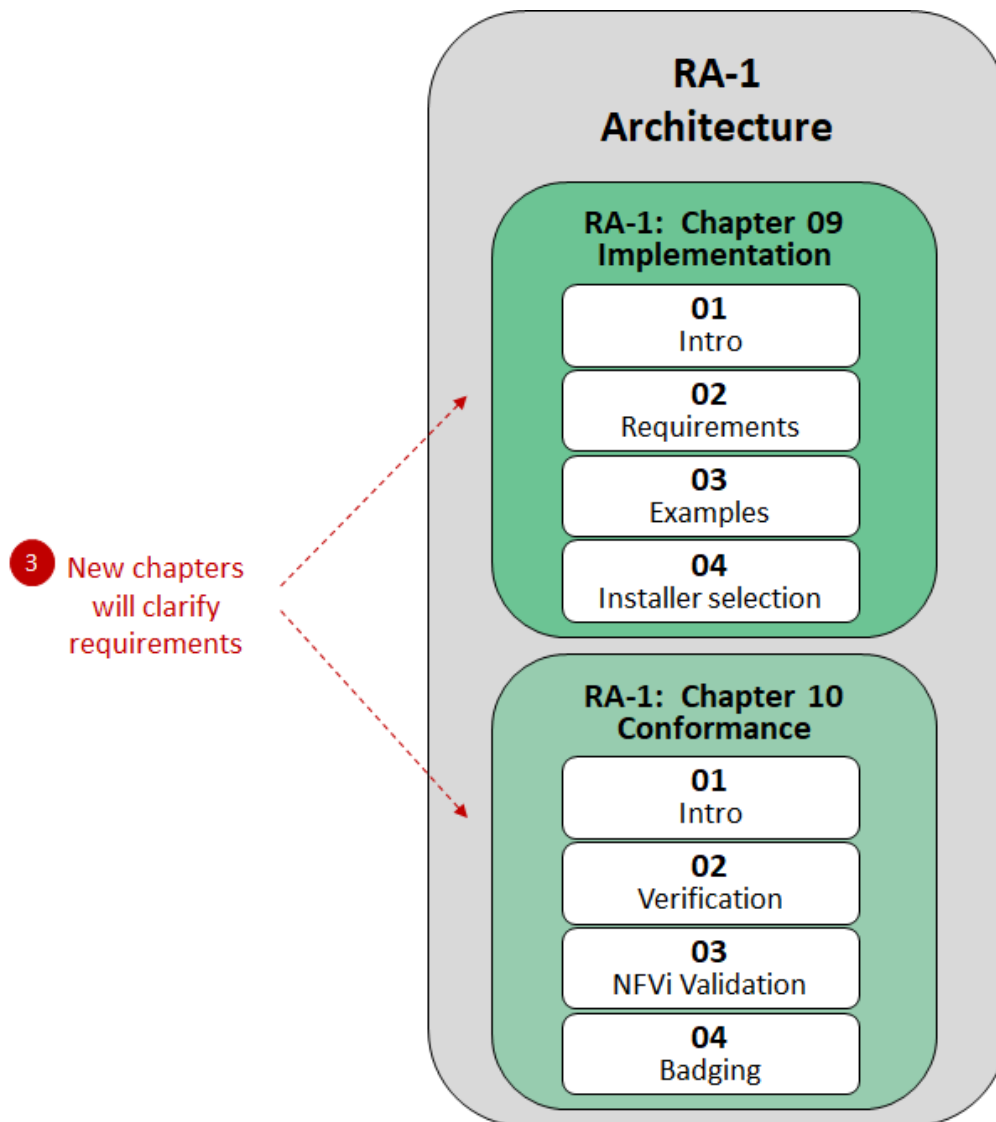 RA-1
Architecture
RA-1:  Chapter 09
Implementation
01
Intro
02
Requirements
03
Examples
04
Installer selection
3
New chapters
will clarify
requirements
RA-1:  Chapter 10
Conformance
01
Intro
02
Verification
03
NFVi Validation
04
Badging